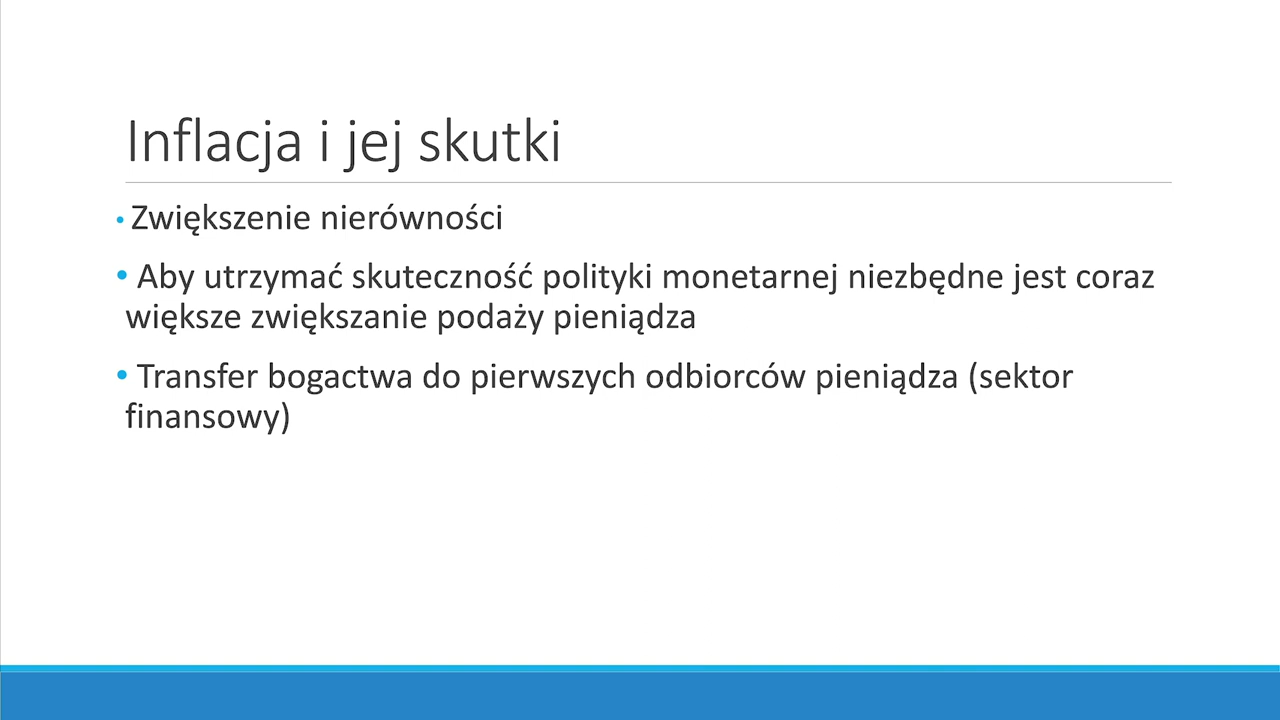 Inflacja i jej skutki
• Zwiększenie nierówności
• Aby utrzymać skuteczność polityki monetarnej niezbędne jest coraz
większe zwiększanie podaży pieniądza
• Transfer bogactwa do pierwszych odbiorców pieniądza (sektor
finansowy)